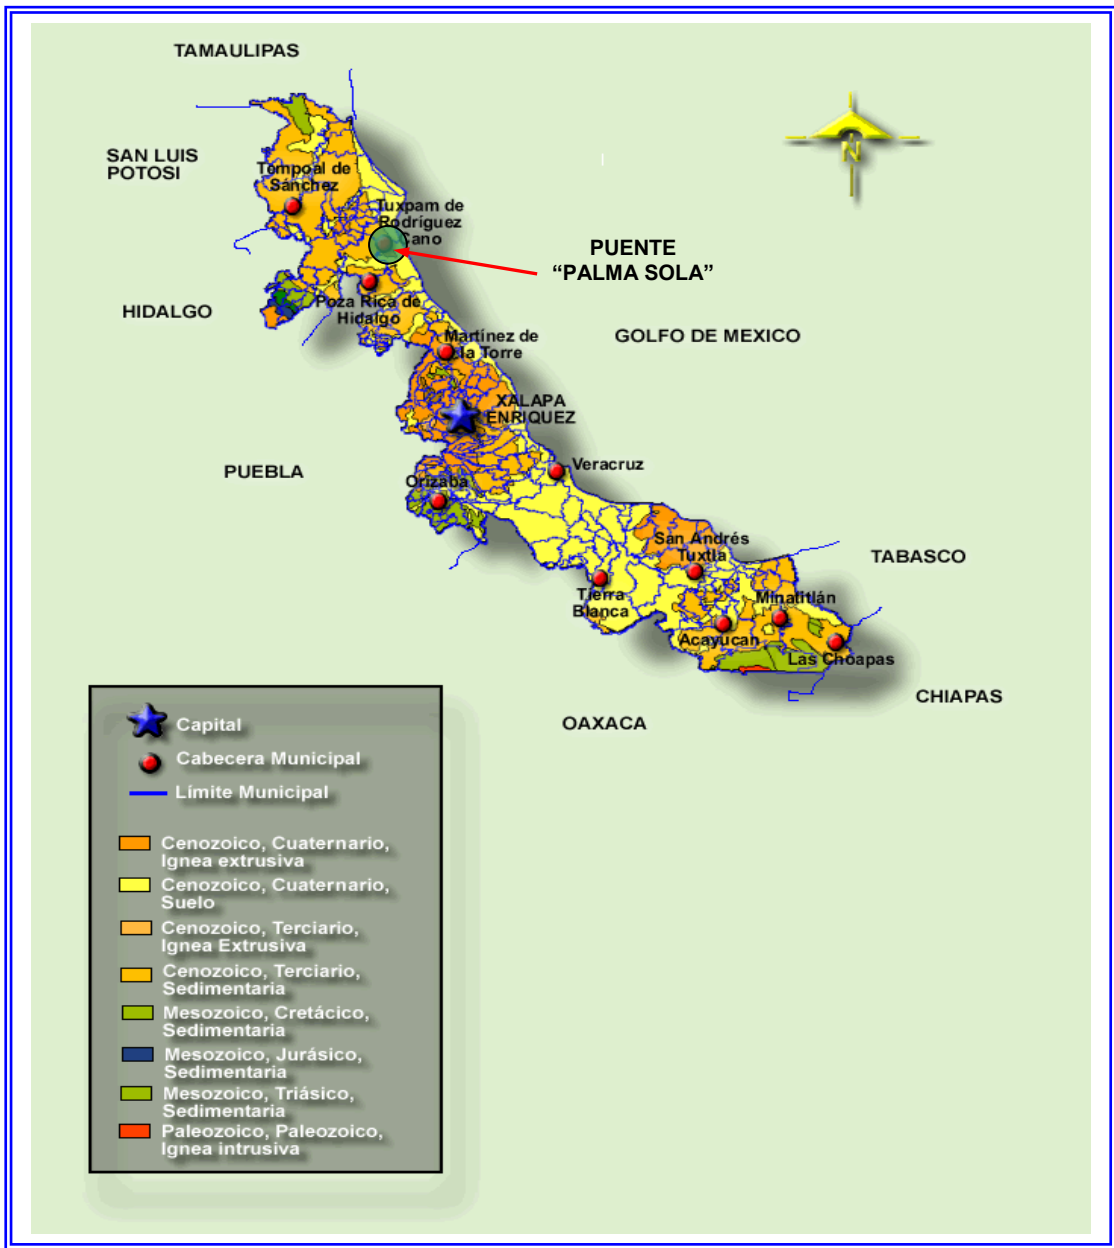 TAMAULIPAS
SAN LUIS
POTOSI
N
Tompoal de
Sánchez
Tuxpam de
Rodríguez
Cano
PUENTE
“PALMA SOLA”
HIDALGO
Poza Rica de
Hidalgo
GOLFO DE MEXICO
Martínez de
la Torre
XALAPA
ENRIQUEZ
PUEBLA
Veracruz
Orizaba
San Andrés
Tuxtla
TABASCO
Tierra
Blanca
Minatitlán
Acayucan
Las Choapas
CHIAPAS
OAXACA
Capital
Cabecera Municipal
Límite Municipal
Cenozoico, Cuaternario,
Ignea extrusiva
Cenozoico, Cuaternario,
Suelo
Cenozoico, Terciario,
Ignea Extrusiva
Cenozoico, Terciario,
Sedimentaria
Mesozoico, Cretácico,
Sedimentaria
Mesozoico, Jurásico,
Sedimentaria
Mesozoico, Triásico,
Sedimentaria
Paleozoico, Paleozoico,
Ignea intrusiva